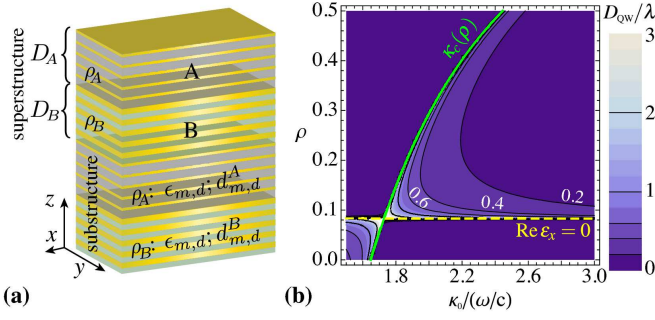 superstructure
D_A
ρ_A
A
D_B
ρ_B
B
substructure
ρ_A: ϵ_{m,d}; d^A_{m,d}
ρ_B: ϵ_{m,d}; d^B_{m,d}
z
x
y
(a)
0.5
0.4
0.3
0.2
0.1
0.0
ρ
κ_c(ρ)
0.6
0.4
0.2
Re ε_x = 0
1.8
2.2
2.6
3.0
κ_0/(ω/c)
(b)
D_QW/λ
3
2
1
0